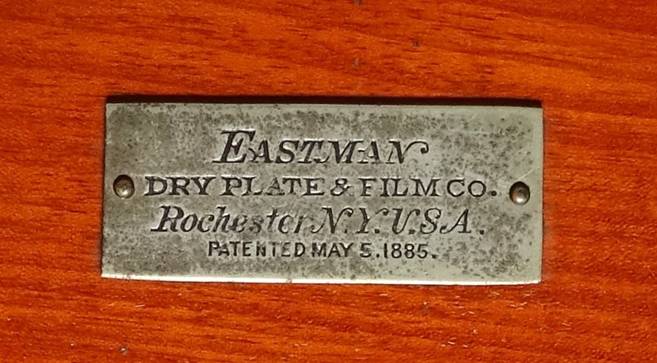 EASTMAN
DRY PLATE & FILM CO.
Rochester N.Y. U.S.A.
PATENTED MAY 5. 1885.